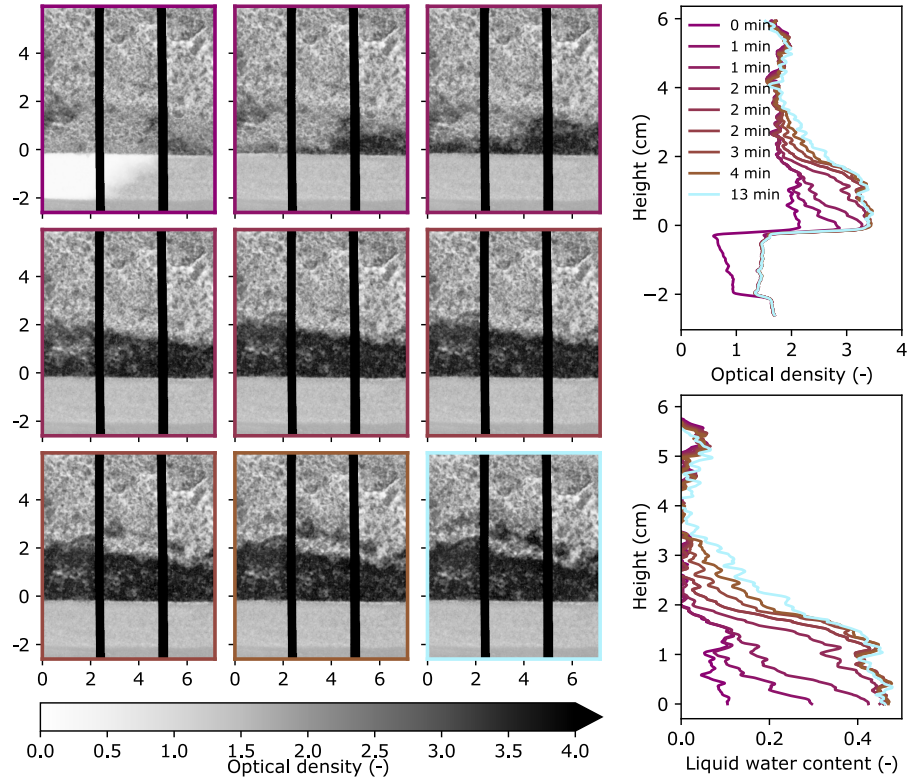 6
4
2
0
-2
4
2
0
-2
4
2
0
-2
0 2 4 6
0 2 4 6
0 2 4 6
0.0 0.5 1.0 1.5 2.0 2.5 3.0 3.5 4.0
Optical density (-)
0 min
1 min
1 min
2 min
2 min
2 min
3 min
4 min
13 min
6
4
2
0
−2
Height (cm)
0 1 2 3 4
Optical density (-)
6
5
4
3
2
1
0
Height (cm)
0.0 0.2 0.4
Liquid water content (-)